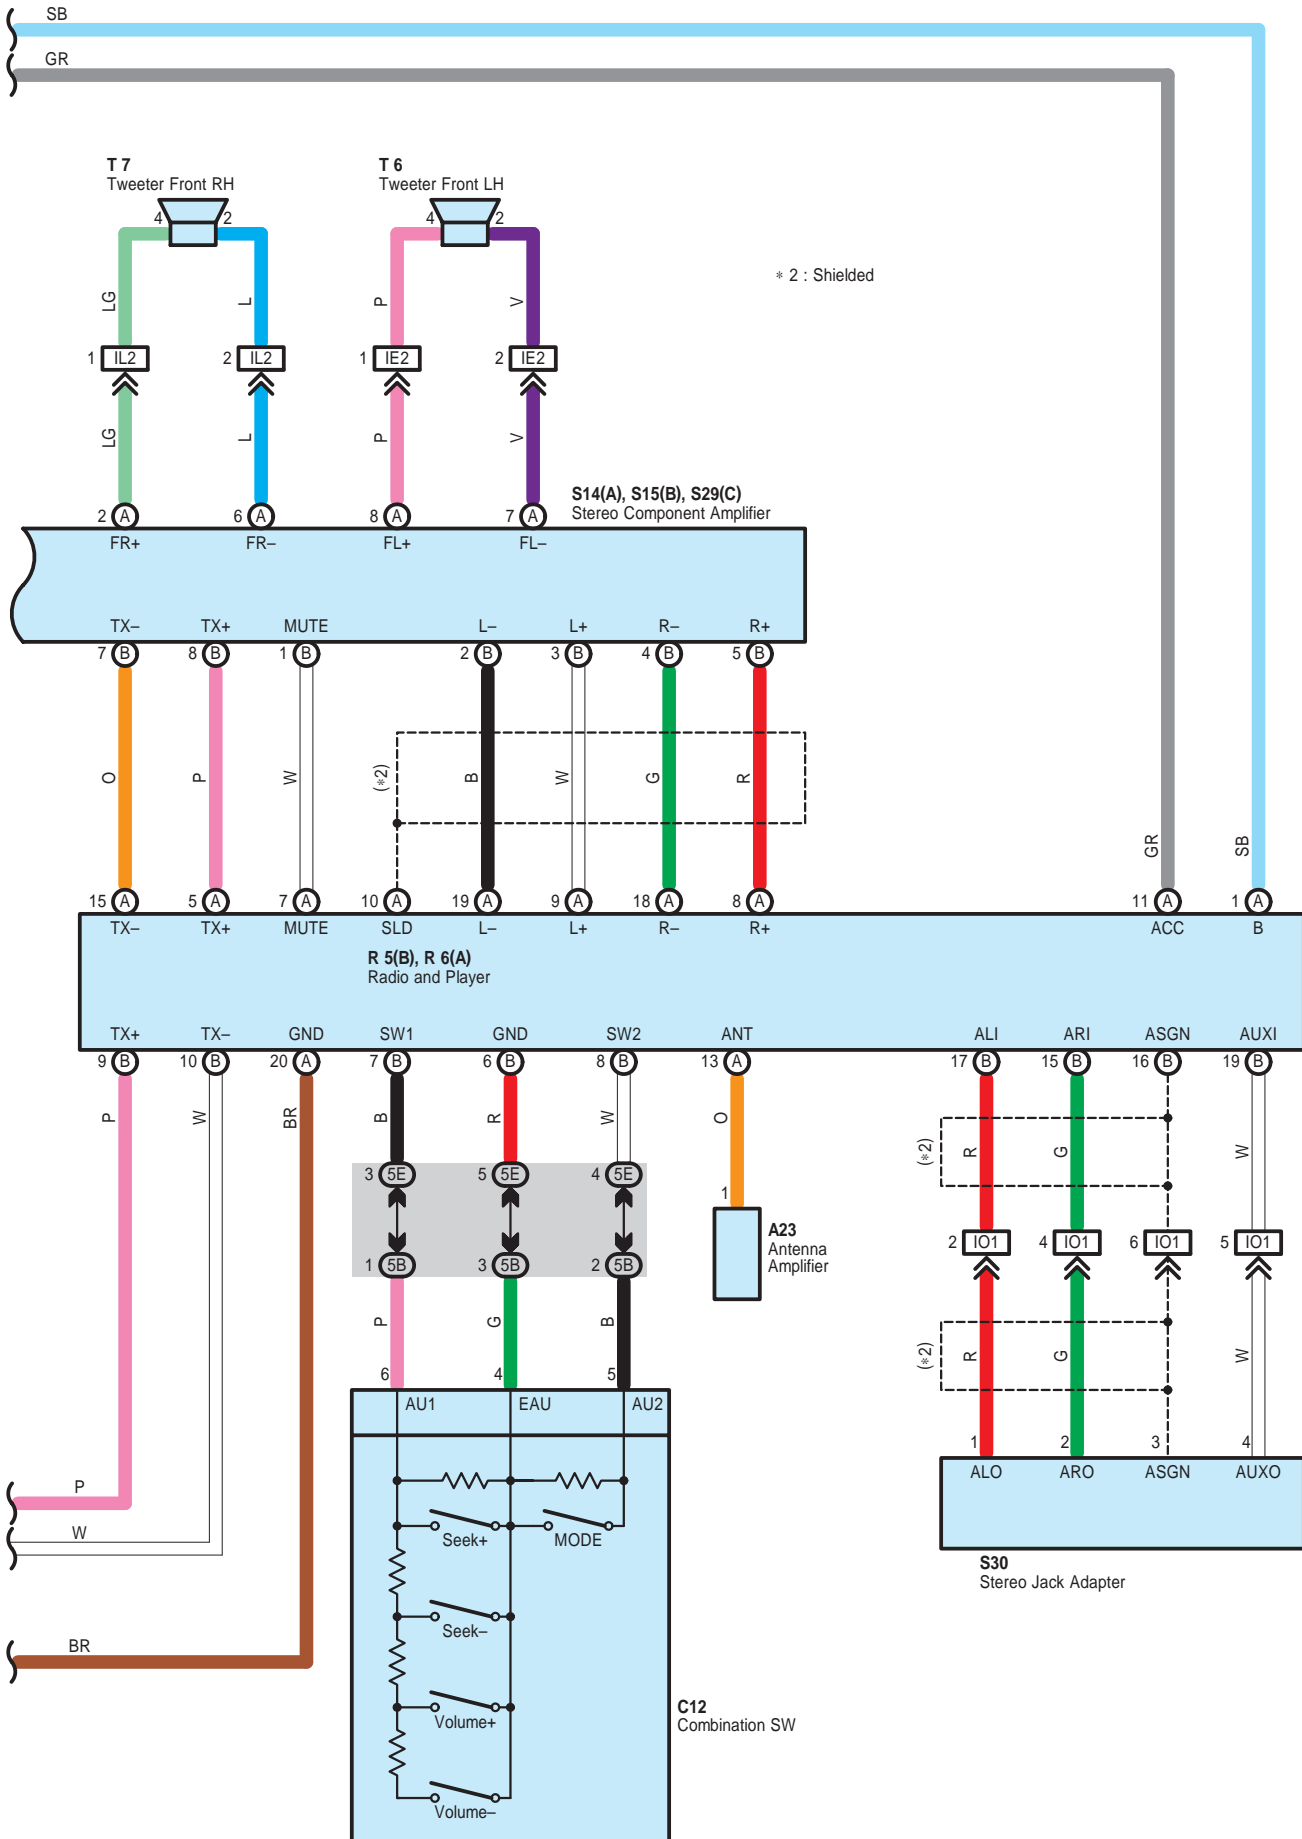 SB
GR
T 7
Tweeter Front RH
T 6
Tweeter Front LH
4 2 4 2
* 2 : Shielded
LG L P V
1 IL2 2 IL2 1 IE2 2 IE2
LG L P V
S14(A), S15(B), S29(C)
Stereo Component Amplifier
2 A 6 A 8 A 7 A
FR+ FR– FL+ FL–
TX– TX+ MUTE L– L+ R– R+
7 B 8 B 1 B 2 B 3 B 4 B 5 B
O P W (*2) B W G R
GR SB
15 A 5 A 7 A 10 A 19 A 9 A 18 A 8 A 11 A 1 A
TX– TX+ MUTE SLD L– L+ R– R+ ACC B
R 5(B), R 6(A)
Radio and Player
TX+ TX– GND SW1 GND SW2 ANT ALI ARI ASGN AUXI
9 B 10 B 20 A 7 B 6 B 8 B 13 A 17 B 15 B 16 B 19 B
P W BR B R W O (*2) R G W
3 5E 5 5E 4 5E
1
A23
Antenna
Amplifier
2 IO1 4 IO1 6 IO1 5 IO1
1 5B 3 5B 2 5B
P G B (*2) R G W
6 4 5
AU1 EAU AU2
1 2 3 4
ALO ARO ASGN AUXO
P
W
Seek+ MODE
S30
Stereo Jack Adapter
Seek–
BR
C12
Combination SW
Volume+
Volume–